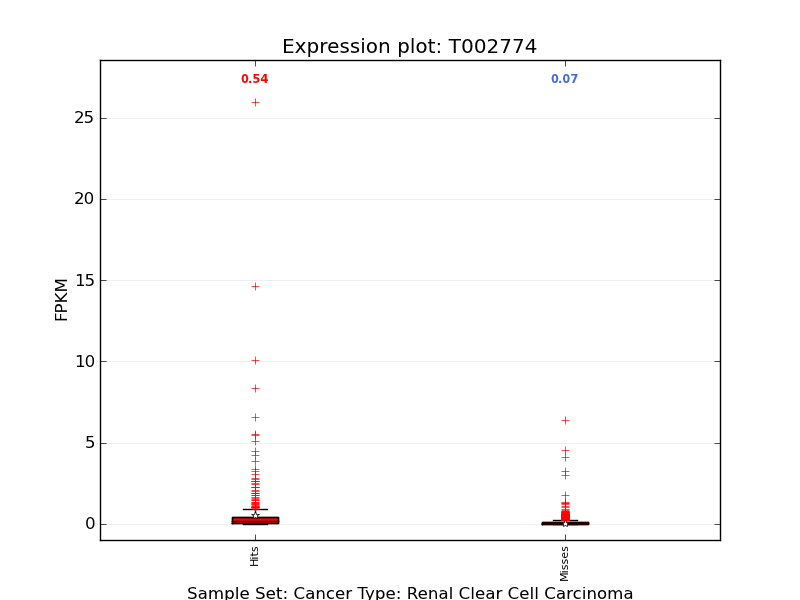 Expression plot: T002774
0.54
0.07
25
20
15
10
5
0
FPKM
Hits
Misses
Sample Set: Cancer Type: Renal Clear Cell Carcinoma